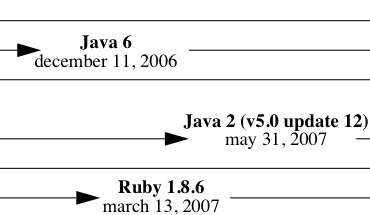 Java 6
december 11, 2006
Java 2 (v5.0 update 12)
may 31, 2007
Ruby 1.8.6
march 13, 2007